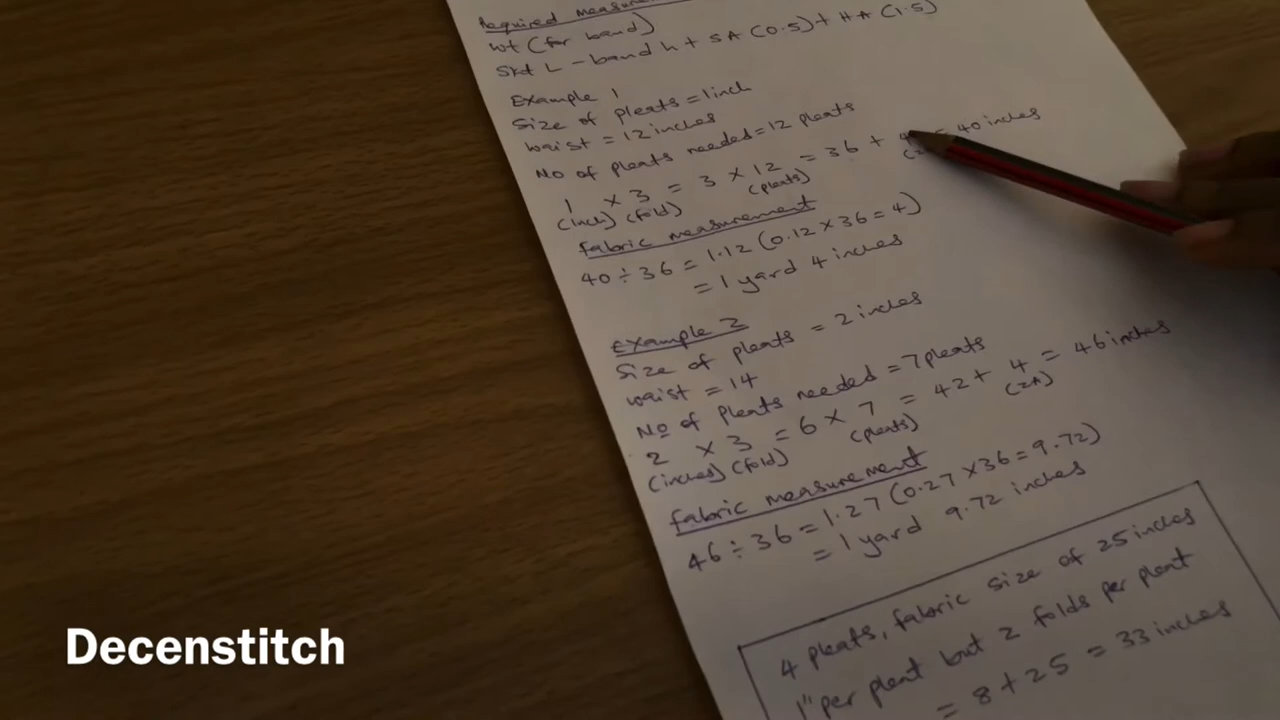 Required measure
Wt (for band)
Skt L - band h + SA (0.5) + HA (1.5)
Example 1
Size of pleats = 1inch
waist = 12 inches
No of pleats needed = 12 pleats
1 × 3 = 3 × 12 = 36 + 4 = 40 inches
(inch) (fold) (pleats)
fabric measurement
40 ÷ 36 = 1.12 (0.12 × 36 = 4)
= 1 yard 4 inches
Example 2
Size of pleats = 2 inches
waist = 14
No of pleats needed = 7 pleats
2 × 3 = 6 × 7 = 42 + 4 = 46 inches
(inches) (fold) (pleats) (ZA)
fabric measurement
46 ÷ 36 = 1.27 (0.27 × 36 = 9.72)
= 1 yard 9.72 inches
4 pleats, fabric size of 25 inches
1" per pleat but 2 folds per pleat
= 8 + 25 = 33 inches
Decenstitch